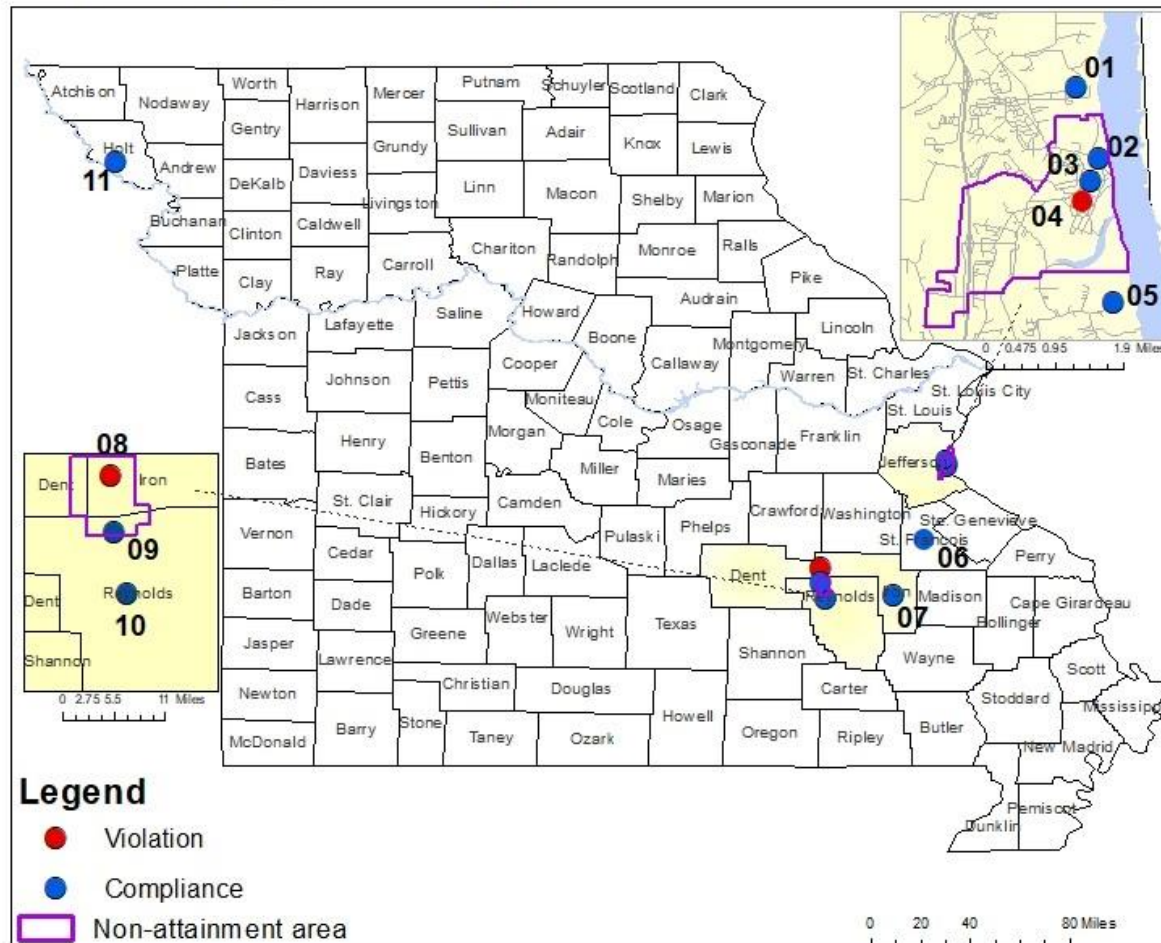 Atchison
Nodaway
Worth
Harrison
Mercer
Putnam
Schuyler
Scotland
Clark
Gentry
Sullivan
Adair
Knox
Lewis
Holt
11
Andrew
DeKalb
Daviess
Grundy
Linn
Macon
Shelby
Marion
Livingston
Buchanan
Clinton
Caldwell
Chariton
Randolph
Monroe
Ralls
Pike
Platte
Clay
Ray
Carroll
Audrain
Jackson
Lafayette
Saline
Howard
Boone
Callaway
Montgomery
Lincoln
Cooper
Warren
St. Charles
St. Louis City
St. Louis
Cass
Johnson
Pettis
Moniteau
Cole
Osage
Gasconade
Franklin
Jefferson
Morgan
Henry
Benton
Miller
Maries
Bates
St. Clair
Hickory
Camden
Pulaski
Phelps
Crawford
Washington
Ste. Genevieve
St. Francois
06
Perry
Vernon
Cedar
Polk
Dallas
Laclede
Dent
Reynolds
Iron
07
Madison
Cape Girardeau
Bollinger
Barton
Dade
Greene
Webster
Wright
Texas
Shannon
Wayne
Scott
Jasper
Lawrence
Christian
Douglas
Howell
Carter
Stoddard
Mississippi
Newton
Barry
Stone
Taney
Ozark
Oregon
Ripley
Butler
New Madrid
McDonald
Dunklin
Pemiscot
01
02
03
04
05
0 0.475 0.95 1.9 Miles
08
Dent
Iron
09
Dent
Reynolds
10
Shannon
0 2.75 5.5 11 Miles
Legend
Violation
Compliance
Non-attainment area
0 20 40 80 Miles